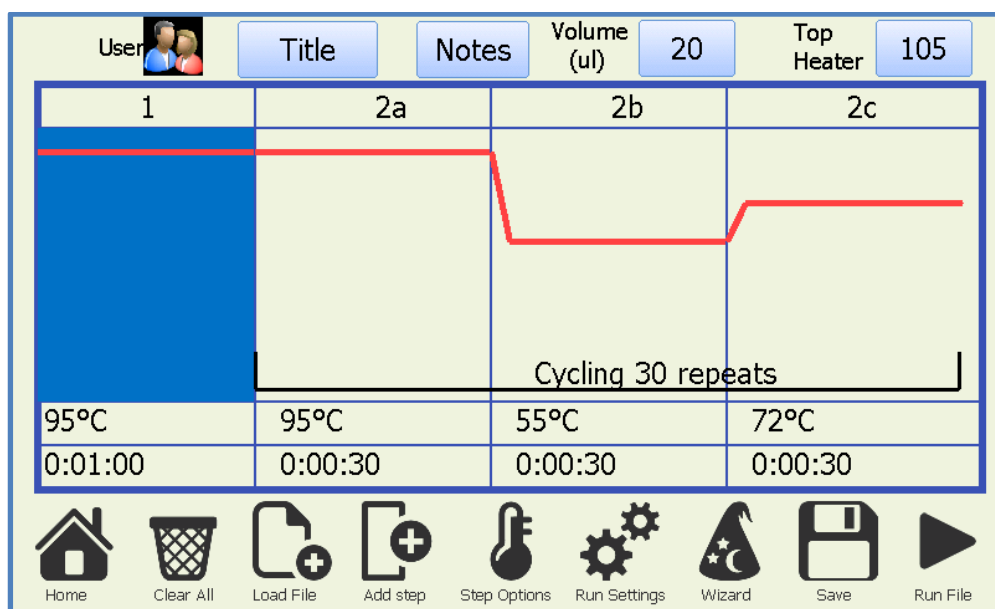 User Title Notes Volume (ul) 20 Top Heater 105
1 2a 2b 2c
Cycling 30 repeats
95°C 95°C 55°C 72°C
0:01:00 0:00:30 0:00:30 0:00:30
Home Clear All Load File Add step Step Options Run Settings Wizard Save Run File